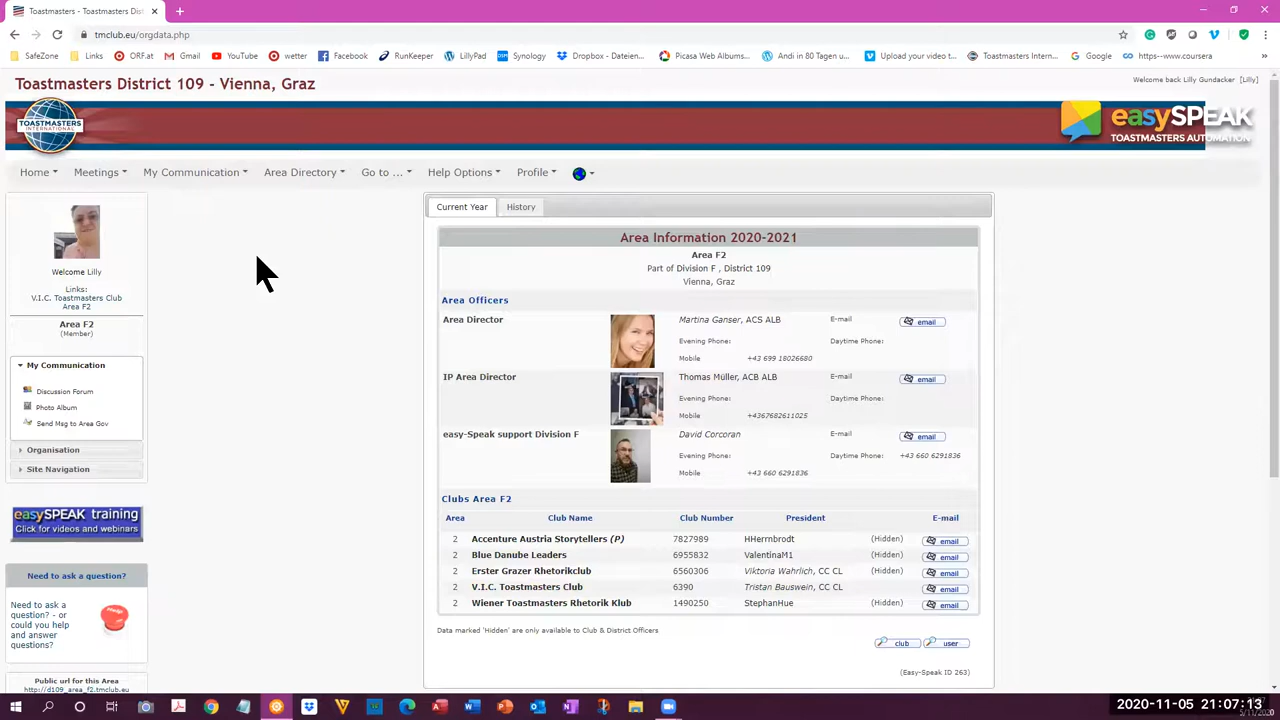 Toastmasters - Toastmasters Dis
tmclub.eu/orgdata.php
SafeZone Links ORF.at Gmail YouTube wetter Facebook RunKeeper LillyPad Synology Dropbox - Dateien... Picasa Web Albums... Andi in 80 Tagen u... Upload your video t... Toastmasters Intern... Google https--www.coursera
Toastmasters District 109 - Vienna, Graz
Welcome back Lilly Gundacker [Lilly]
TOASTMASTERS
INTERNATIONAL
easySPEAK
TOASTMASTERS AUTOMATION
Home Meetings My Communication Area Directory Go to ... Help Options Profile
Welcome Lilly
Links:
V.I.C. Toastmasters Club
Area F2
Area F2
(Member)
My Communication
Discussion Forum
Photo Album
Send Msg to Area Gov
Organisation
Site Navigation
easySPEAK training
Click for videos and webinars
Need to ask a question?
Need to ask a
question? - or
could you help
and answer
questions?
Public url for this Area
http://d109_area_f2.tmclub.eu
Current Year History
Area Information 2020-2021
Area F2
Part of Division F , District 109
Vienna, Graz
Area Officers
Area Director Martina Ganser, ACS ALB E-mail email
Evening Phone: Daytime Phone:
Mobile +43 699 18026680
IP Area Director Thomas Müller, ACB ALB E-mail email
Evening Phone: Daytime Phone:
Mobile +4367682611025
easy-Speak support Division F David Corcoran E-mail email
Evening Phone: Daytime Phone: +43 660 6291836
Mobile +43 660 6291836
Clubs Area F2
Area Club Name Club Number President E-mail
2 Accenture Austria Storytellers (P) 7827989 HHerrnbrodt (Hidden) email
2 Blue Danube Leaders 6955832 ValentinaM1 (Hidden) email
2 Erster Grazer Rhetorikclub 6560306 Viktoria Wahrlich, CC CL (Hidden) email
2 V.I.C. Toastmasters Club 6390 Tristan Bauswein, CC CL email
2 Wiener Toastmasters Rhetorik Klub 1490250 StephanHue (Hidden) email
Data marked 'Hidden' are only available to Club & District Officers
club user
(Easy-Speak ID 263)
2020-11-05 21:07:13